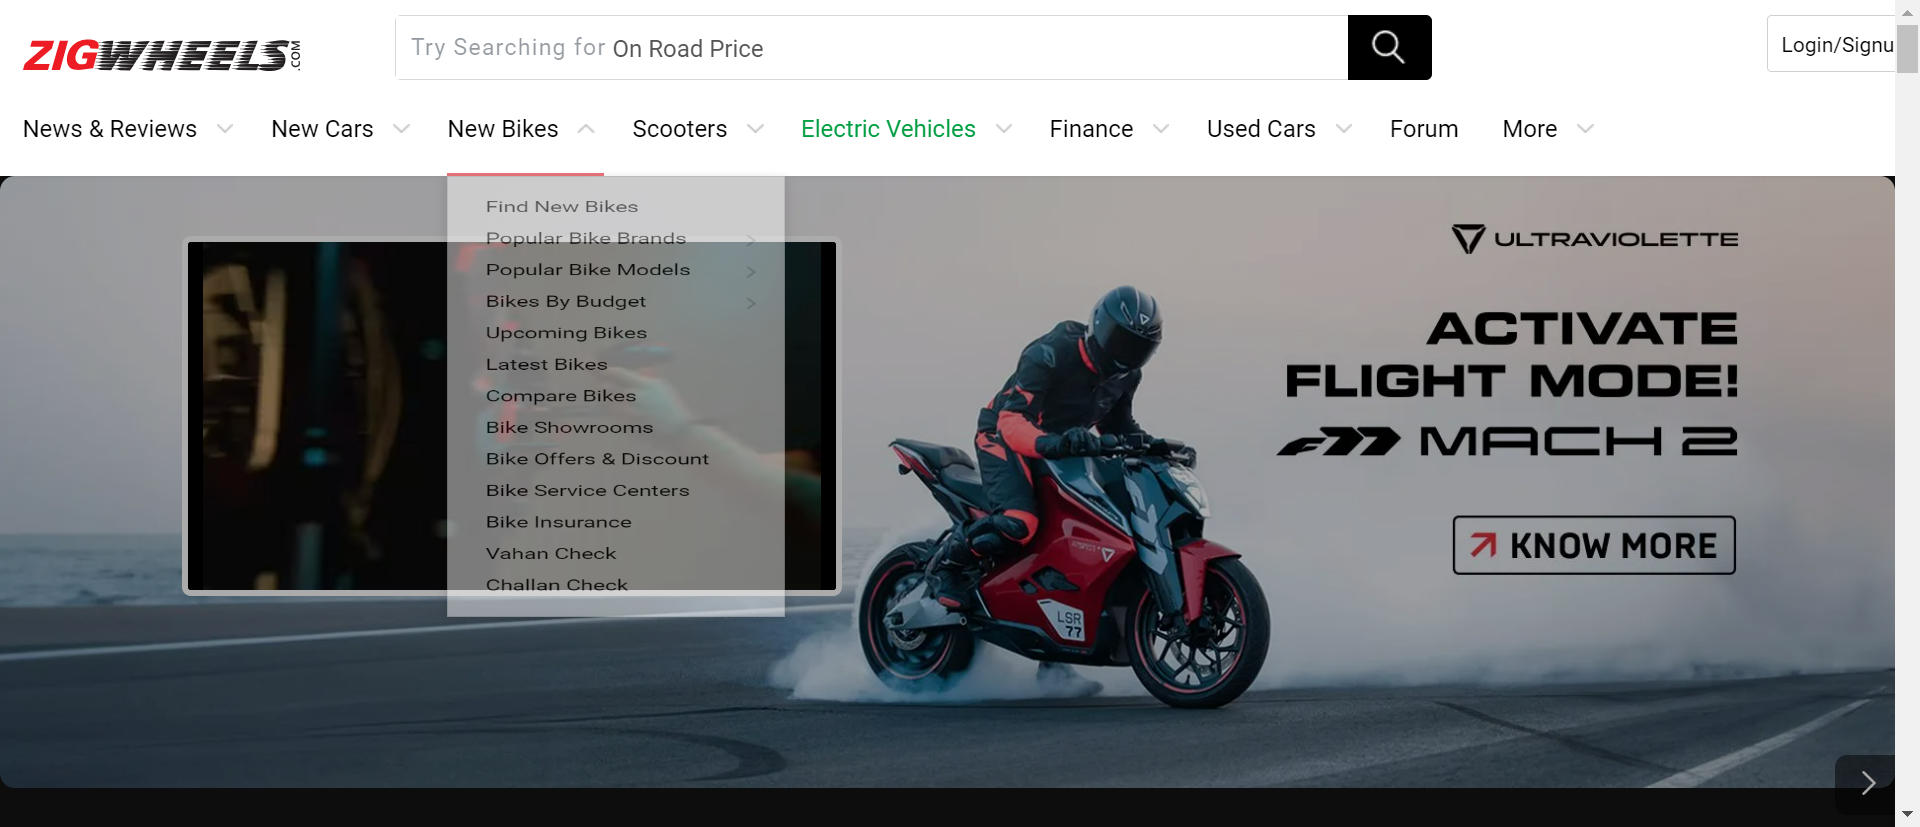 ZIGWHEELS.COM
Try Searching for On Road Price
Login/Signu
News & Reviews New Cars New Bikes Scooters Electric Vehicles Finance Used Cars Forum More
Find New Bikes
Popular Bike Brands
Popular Bike Models
Bikes By Budget
Upcoming Bikes
Latest Bikes
Compare Bikes
Bike Showrooms
Bike Offers & Discount
Bike Service Centers
Bike Insurance
Vahan Check
Challan Check
ULTRAVIOLETTE
ACTIVATE
FLIGHT MODE!
F77 MACH 2
KNOW MORE
LSR
77